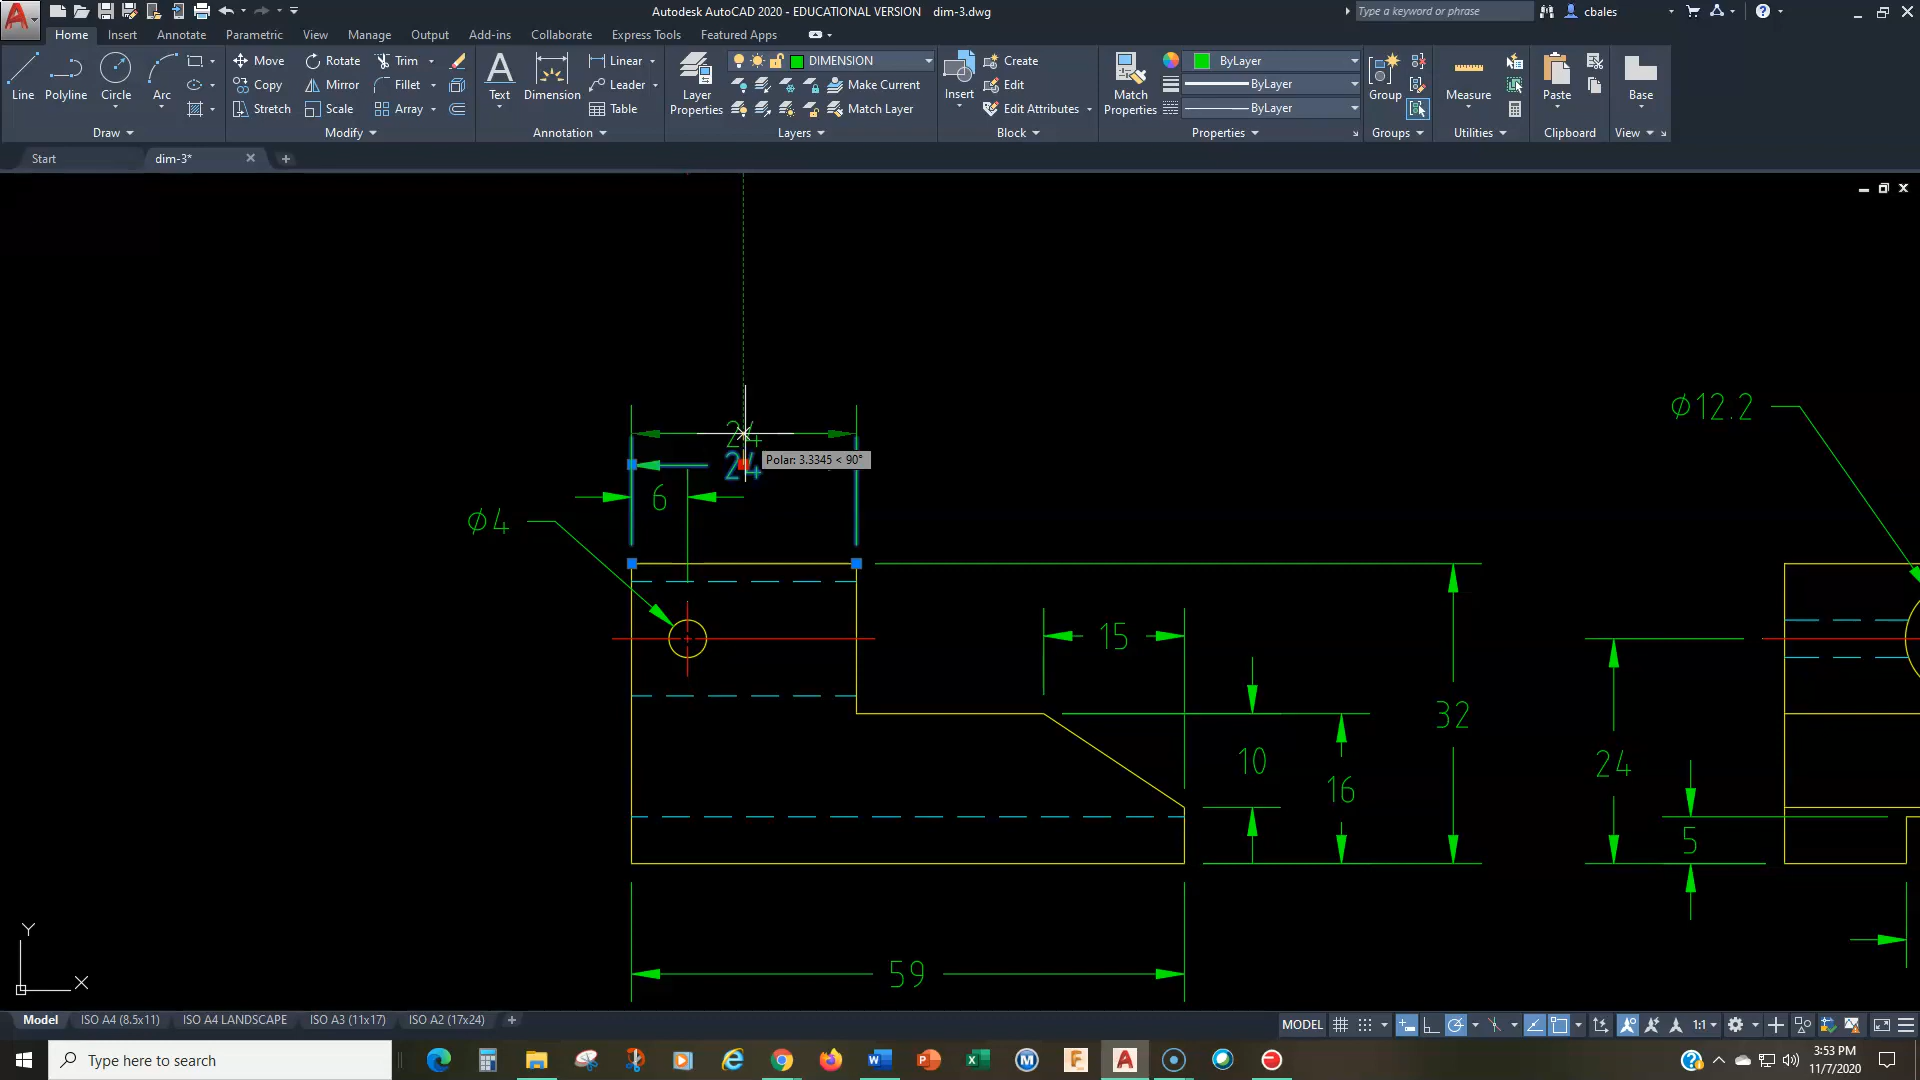 Autodesk AutoCAD 2020 - EDUCATIONAL VERSION dim-3.dwg
Type a keyword or phrase
cbales
Home Insert Annotate Parametric View Manage Output Add-ins Collaborate Express Tools Featured Apps
Line Polyline Circle Arc
Move Rotate Trim
Copy Mirror Fillet
Stretch Scale Array
Text Dimension
Linear
Leader
Table
Layer Properties
DIMENSION
Make Current
Match Layer
Insert
Create
Edit
Edit Attributes
Match Properties
ByLayer
ByLayer
ByLayer
Group
Measure
Paste
Base
Draw Modify Annotation Layers Block Properties Groups Utilities Clipboard View
Start dim-3*
Ø12.2
24
24
Polar: 3.3345 < 90°
6
Ø4
15
32
10
16
24
5
59
Y
X
Model ISO A4 (8.5x11) ISO A4 LANDSCAPE ISO A3 (11x17) ISO A2 (17x24)
MODEL 1:1
Type here to search
3:53 PM
11/7/2020